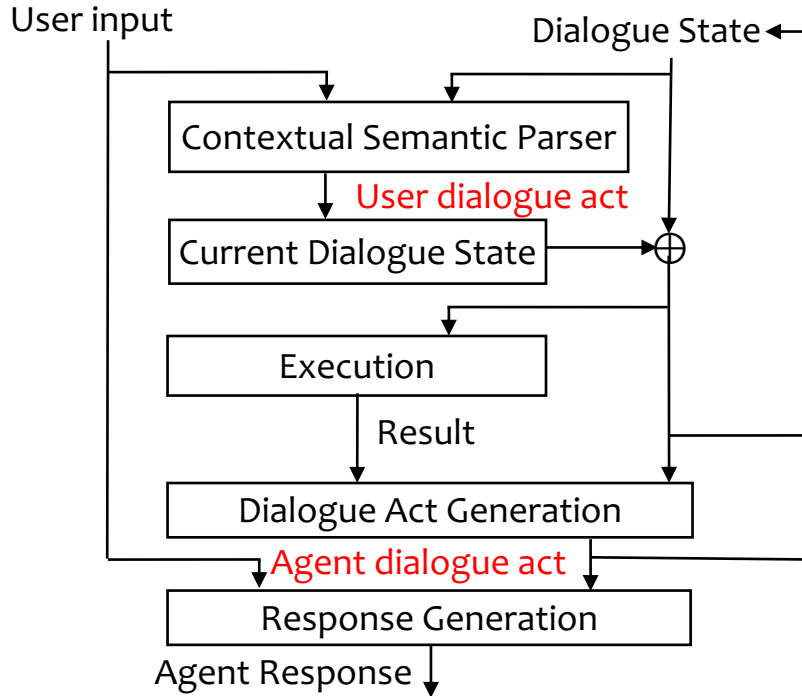 User input
Dialogue State
Contextual Semantic Parser
User dialogue act
Current Dialogue State
Execution
Result
Dialogue Act Generation
Agent dialogue act
Response Generation
Agent Response